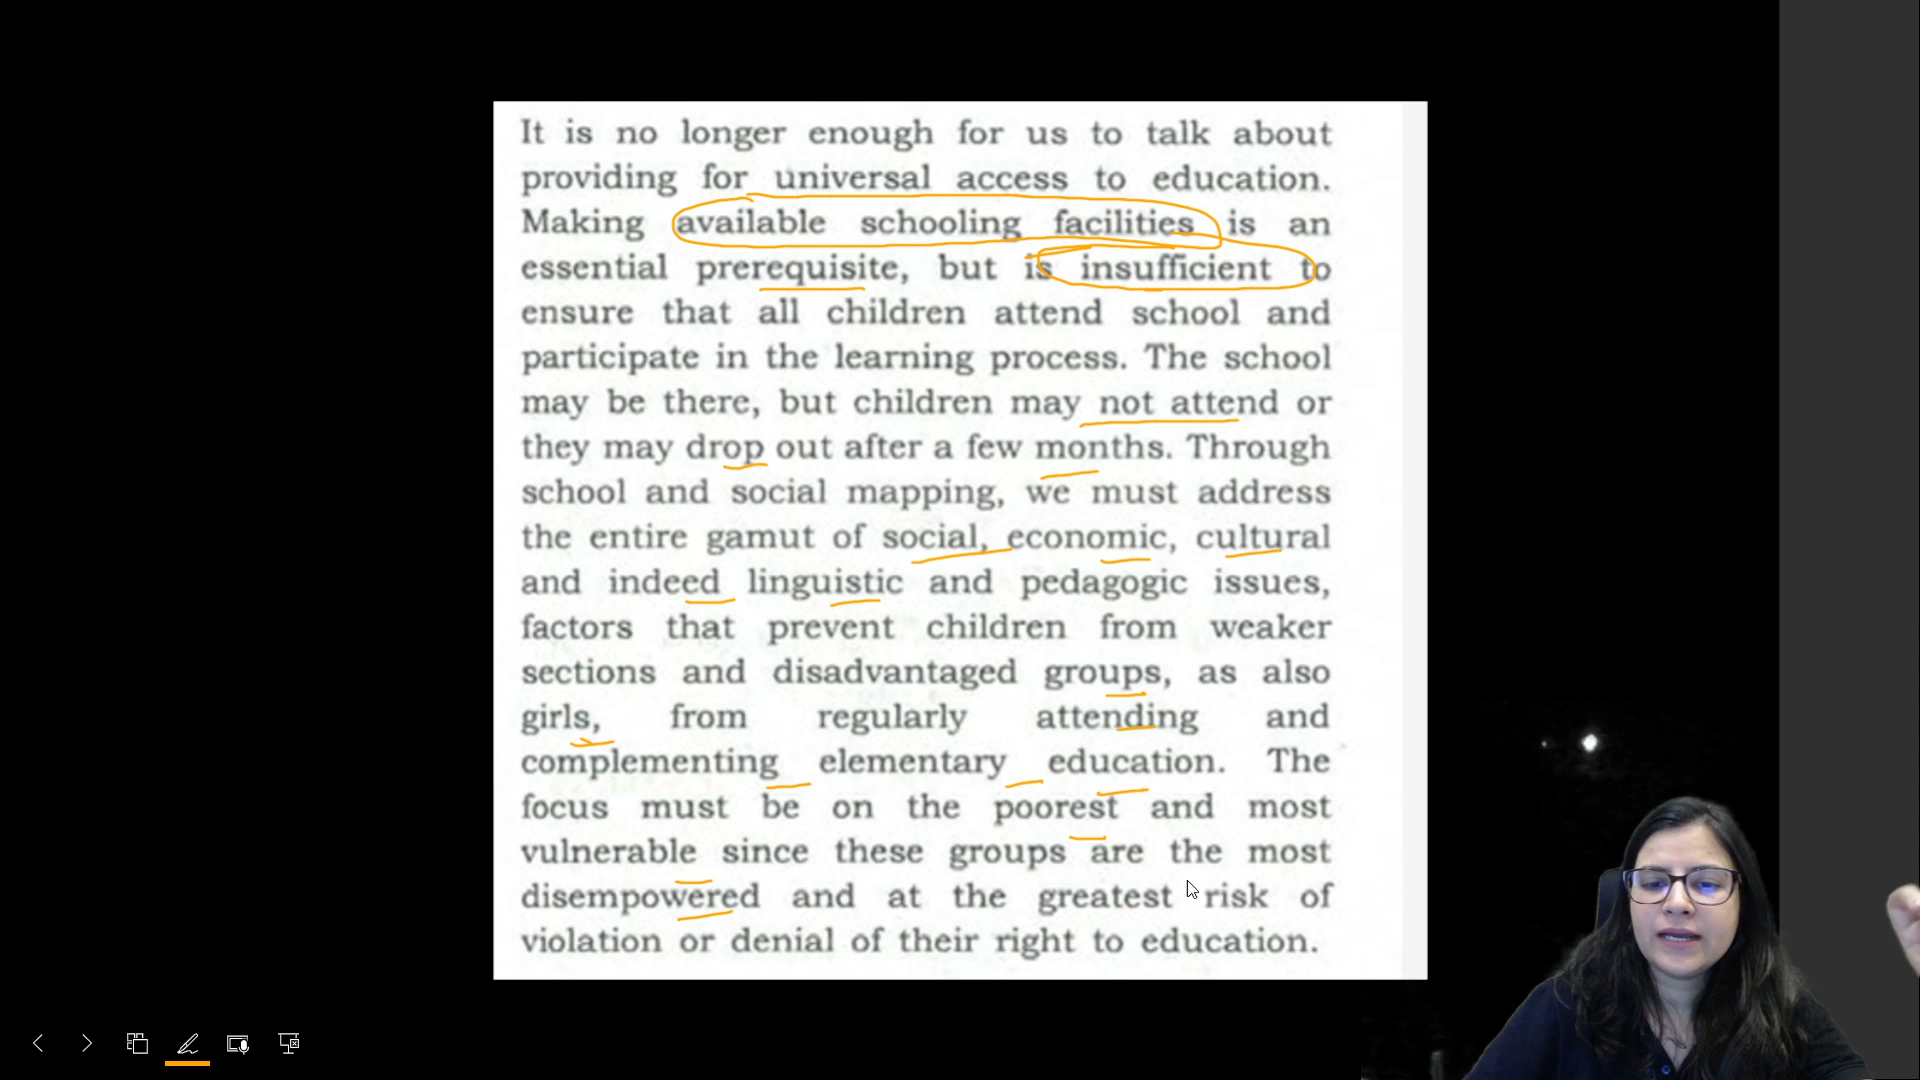 It is no longer enough for us to talk about
providing for universal access to education.
Making available schooling facilities is an
essential prerequisite, but is insufficient to
ensure that all children attend school and
participate in the learning process. The school
may be there, but children may not attend or
they may drop out after a few months. Through
school and social mapping, we must address
the entire gamut of social, economic, cultural
and indeed linguistic and pedagogic issues,
factors that prevent children from weaker
sections and disadvantaged groups, as also
girls, from regularly attending and
complementing elementary education. The
focus must be on the poorest and most
vulnerable since these groups are the most
disempowered and at the greatest risk of
violation or denial of their right to education.